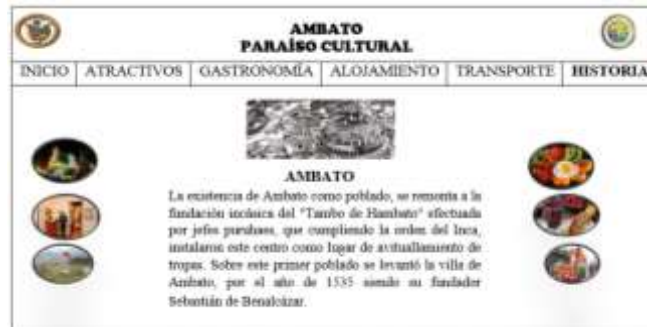 AMBATO
PARAÍSO CULTURAL
INICIO ATRACTIVOS GASTRONOMÍA ALOJAMIENTO TRANSPORTE HISTORIA
AMBATO
La existencia de Ambato como poblado, se remonta a la
fundación incásica del "Tambo de Hambato" efectuada
por jefes puruhaes, que cumpliendo la orden del Inca,
instalaron este centro como lugar de avituallamiento de
tropas. Sobre este primer poblado se levantó la villa de
Ambato, por el año de 1535 siendo su fundador
Sebastián de Benalcázar.